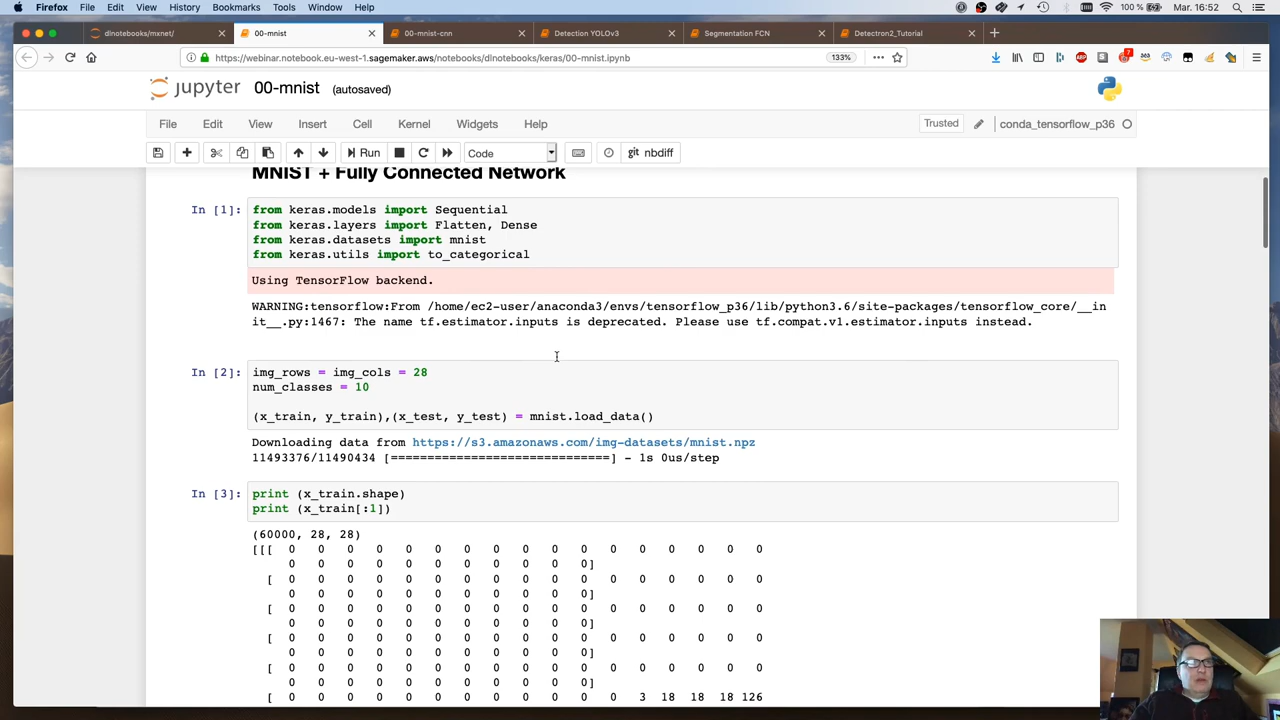 Firefox File Edit View History Bookmarks Tools Window Help 100 % Mar. 16:52
dlnotebooks/mxnet/ 00-mnist 00-mnist-cnn Detection YOLOv3 Segmentation FCN Detectron2_Tutorial
https://webinar.notebook.eu-west-1.sagemaker.aws/notebooks/dlnotebooks/keras/00-mnist.ipynb 133%
jupyter 00-mnist (autosaved)
File Edit View Insert Cell Kernel Widgets Help Trusted conda_tensorflow_p36
Run Code git nbdiff
MNIST + Fully Connected Network
In [1]: from keras.models import Sequential
from keras.layers import Flatten, Dense
from keras.datasets import mnist
from keras.utils import to_categorical
Using TensorFlow backend.
WARNING:tensorflow:From /home/ec2-user/anaconda3/envs/tensorflow_p36/lib/python3.6/site-packages/tensorflow_core/__in
it__.py:1467: The name tf.estimator.inputs is deprecated. Please use tf.compat.v1.estimator.inputs instead.
In [2]: img_rows = img_cols = 28
num_classes = 10
(x_train, y_train),(x_test, y_test) = mnist.load_data()
Downloading data from https://s3.amazonaws.com/img-datasets/mnist.npz
11493376/11490434 [==============================] - 1s 0us/step
In [3]: print (x_train.shape)
print (x_train[:1])
(60000, 28, 28)
[[[ 0 0 0 0 0 0 0 0 0 0 0 0 0 0 0 0 0
0 0 0 0 0 0 0 0 0 0 0]
[ 0 0 0 0 0 0 0 0 0 0 0 0 0 0 0 0 0
0 0 0 0 0 0 0 0 0 0 0]
[ 0 0 0 0 0 0 0 0 0 0 0 0 0 0 0 0 0
0 0 0 0 0 0 0 0 0 0 0]
[ 0 0 0 0 0 0 0 0 0 0 0 0 0 0 0 0 0
0 0 0 0 0 0 0 0 0 0 0]
[ 0 0 0 0 0 0 0 0 0 0 0 0 0 0 0 0 0
0 0 0 0 0 0 0 0 0 0 0]
[ 0 0 0 0 0 0 0 0 0 0 0 0 3 18 18 18 126